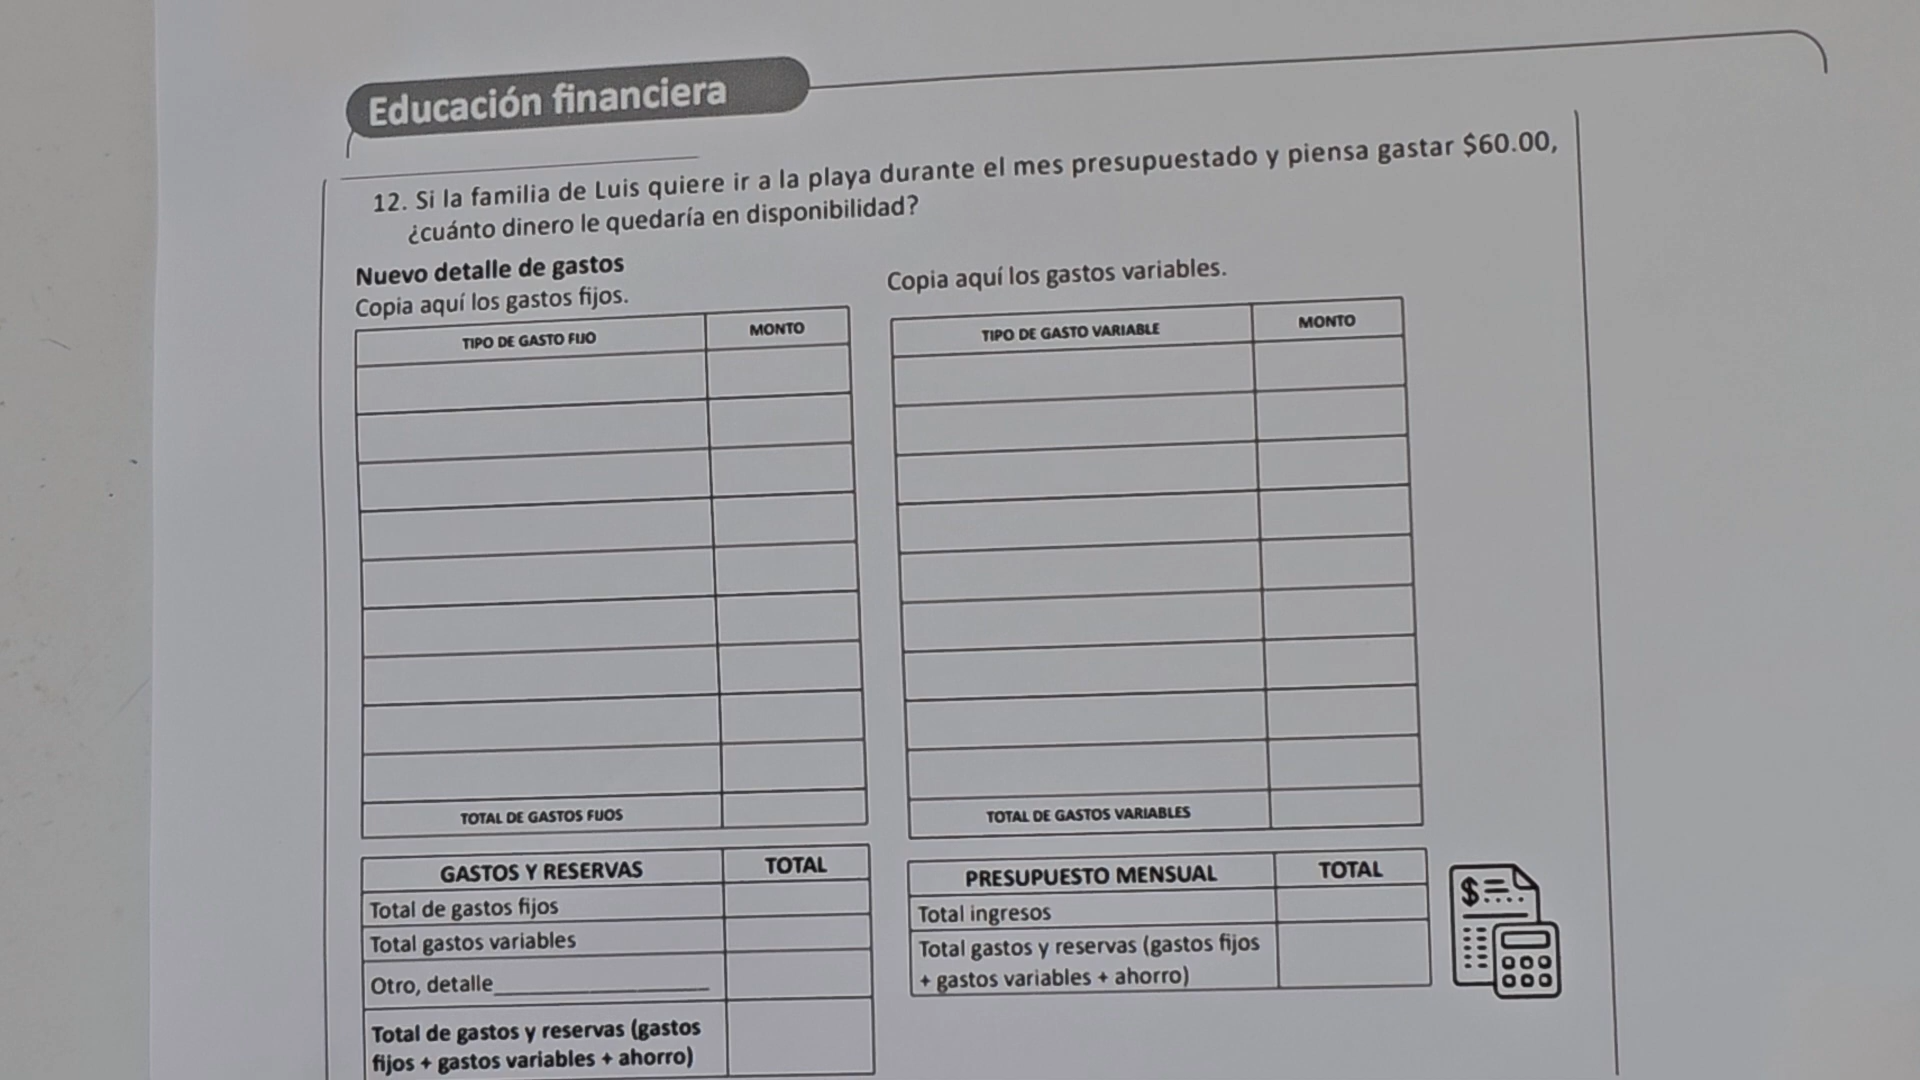 Educación financiera
12. Si la familia de Luis quiere ir a la playa durante el mes presupuestado y piensa gastar $60.00,
¿cuánto dinero le quedaría en disponibilidad?
Nuevo detalle de gastos
Copia aquí los gastos fijos.
TIPO DE GASTO FIJO
MONTO
TOTAL DE GASTOS FIJOS
Copia aquí los gastos variables.
TIPO DE GASTO VARIABLE
MONTO
TOTAL DE GASTOS VARIABLES
GASTOS Y RESERVAS
TOTAL
Total de gastos fijos
Total gastos variables
Otro, detalle____________________
Total de gastos y reservas (gastos
fijos + gastos variables + ahorro)
PRESUPUESTO MENSUAL
TOTAL
Total ingresos
Total gastos y reservas (gastos fijos
+ gastos variables + ahorro)
$